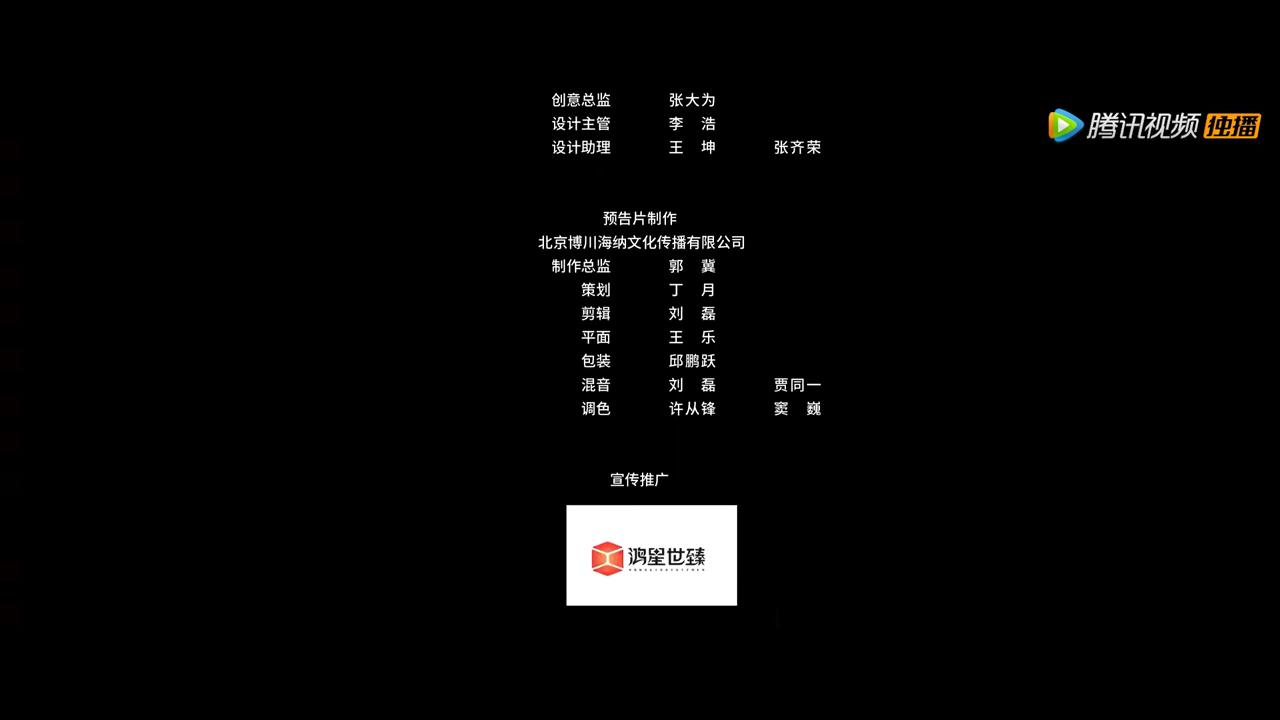 创意总监 张大为
腾讯视频 独播
设计主管 李 浩
设计助理 王 坤 张齐荣
预告片制作
北京博川海纳文化传播有限公司
制作总监 郭 冀
策划 丁 月
剪辑 刘 磊
平面 王 乐
包装 邱鹏跃
混音 刘 磊 贾同一
调色 许从锋 窦 巍
宣传推广
鸿星世臻